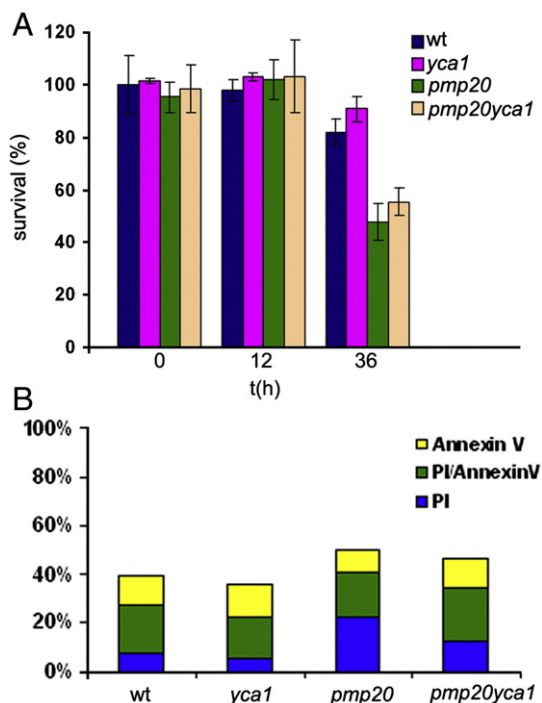 A
120
100
80
60
40
20
0
survival (%)
wt
yca1
pmp20
pmp20yca1
0 12 36
t(h)
B
100%
80%
60%
40%
20%
0%
Annexin V
PI/AnnexinV
PI
wt yca1 pmp20 pmp20yca1